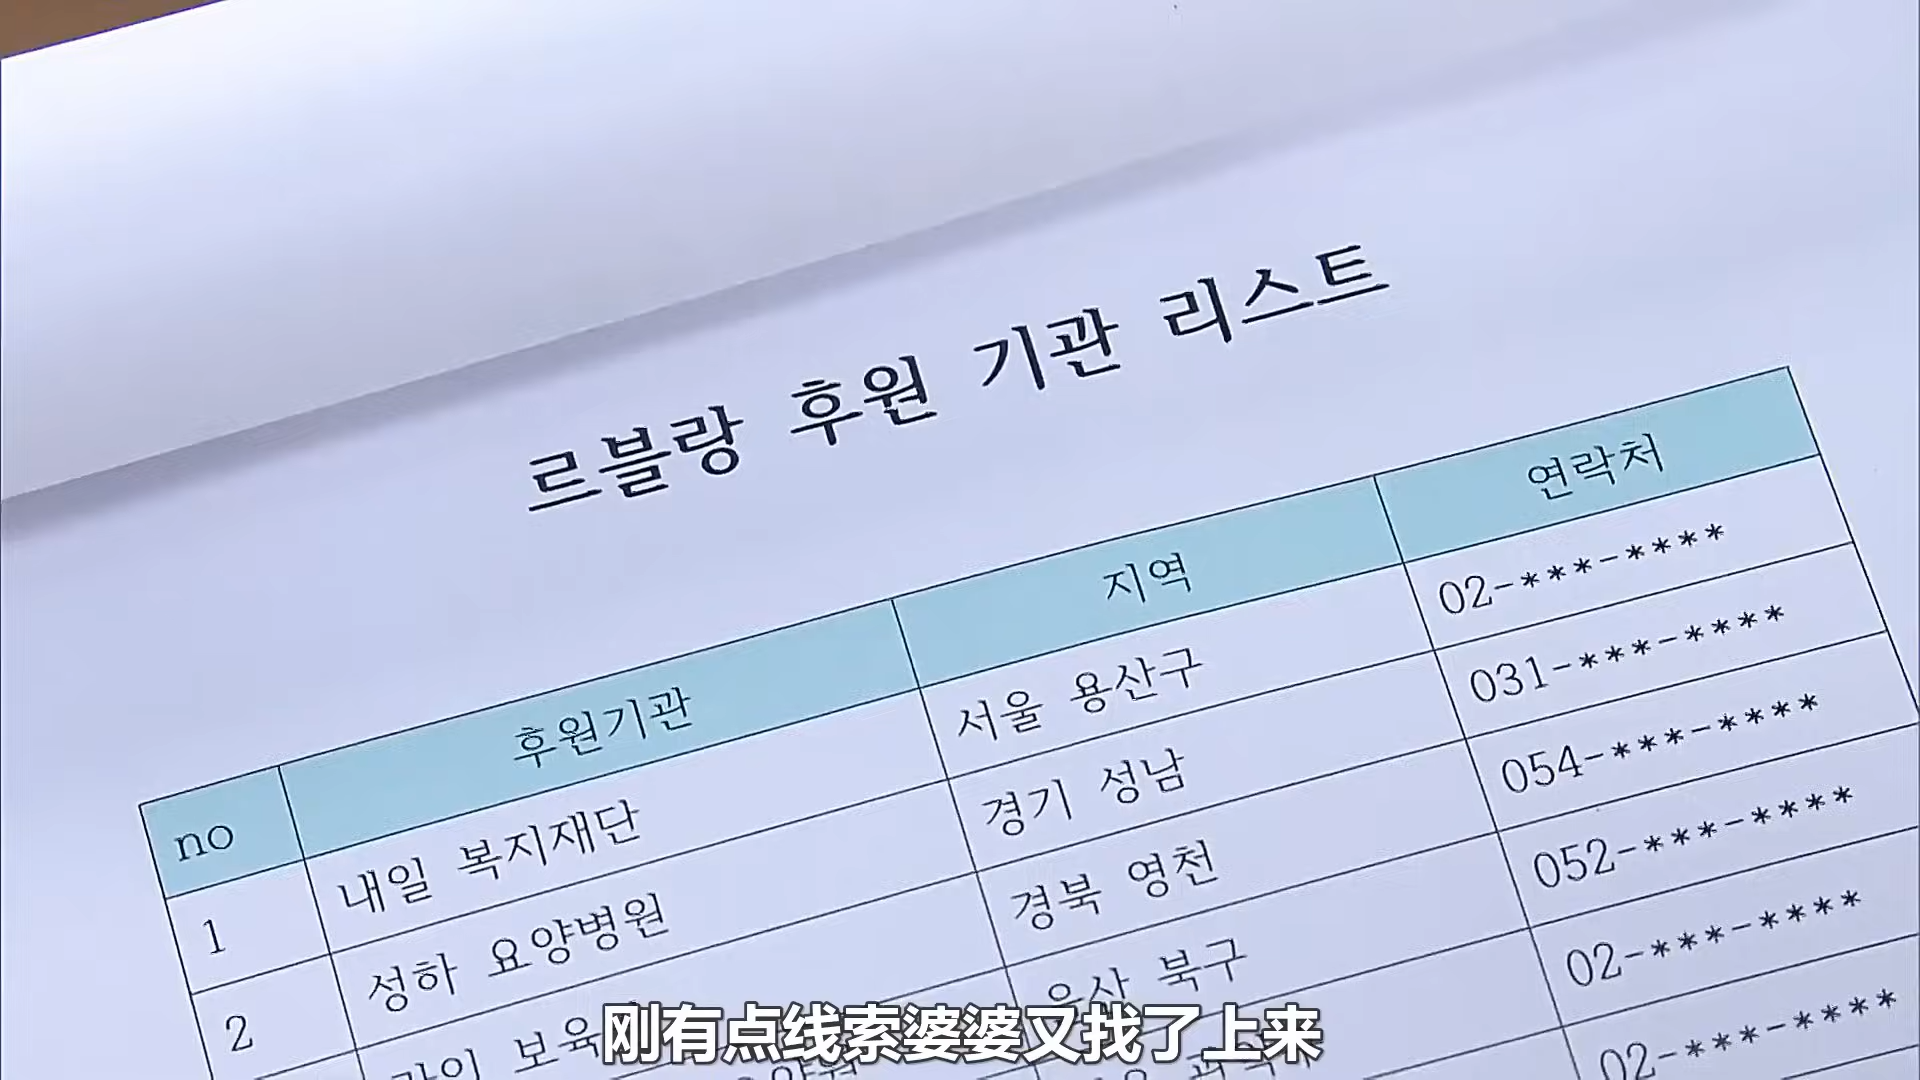 르블랑 후원 기관 리스트
no 후원기관 지역 연락처
1 내일 복지재단 서울 용산구 02-***-****
2 성하 요양병원 경기 성남 031-***-****
경북 영천 054-***-****
북구 052-***-****
02-***-****
02-***-****
刚有点线索婆婆又找了上来